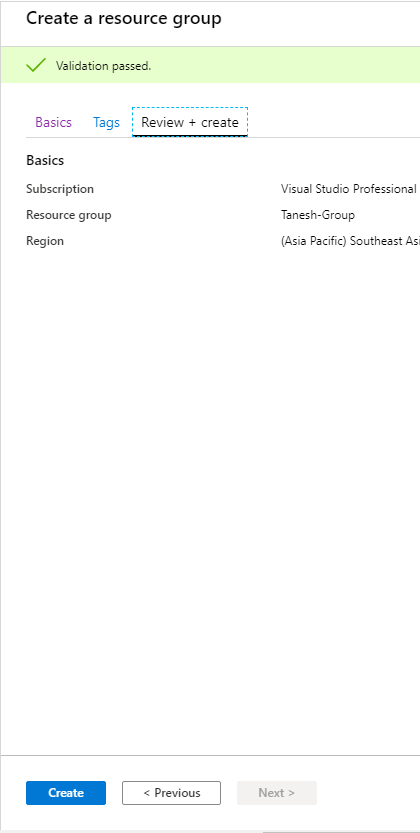 Create a resource group
Validation passed.
Basics Tags Review + create
Basics
Subscription Visual Studio Professional
Resource group Tanesh-Group
Region (Asia Pacific) Southeast Asi
Create < Previous Next >